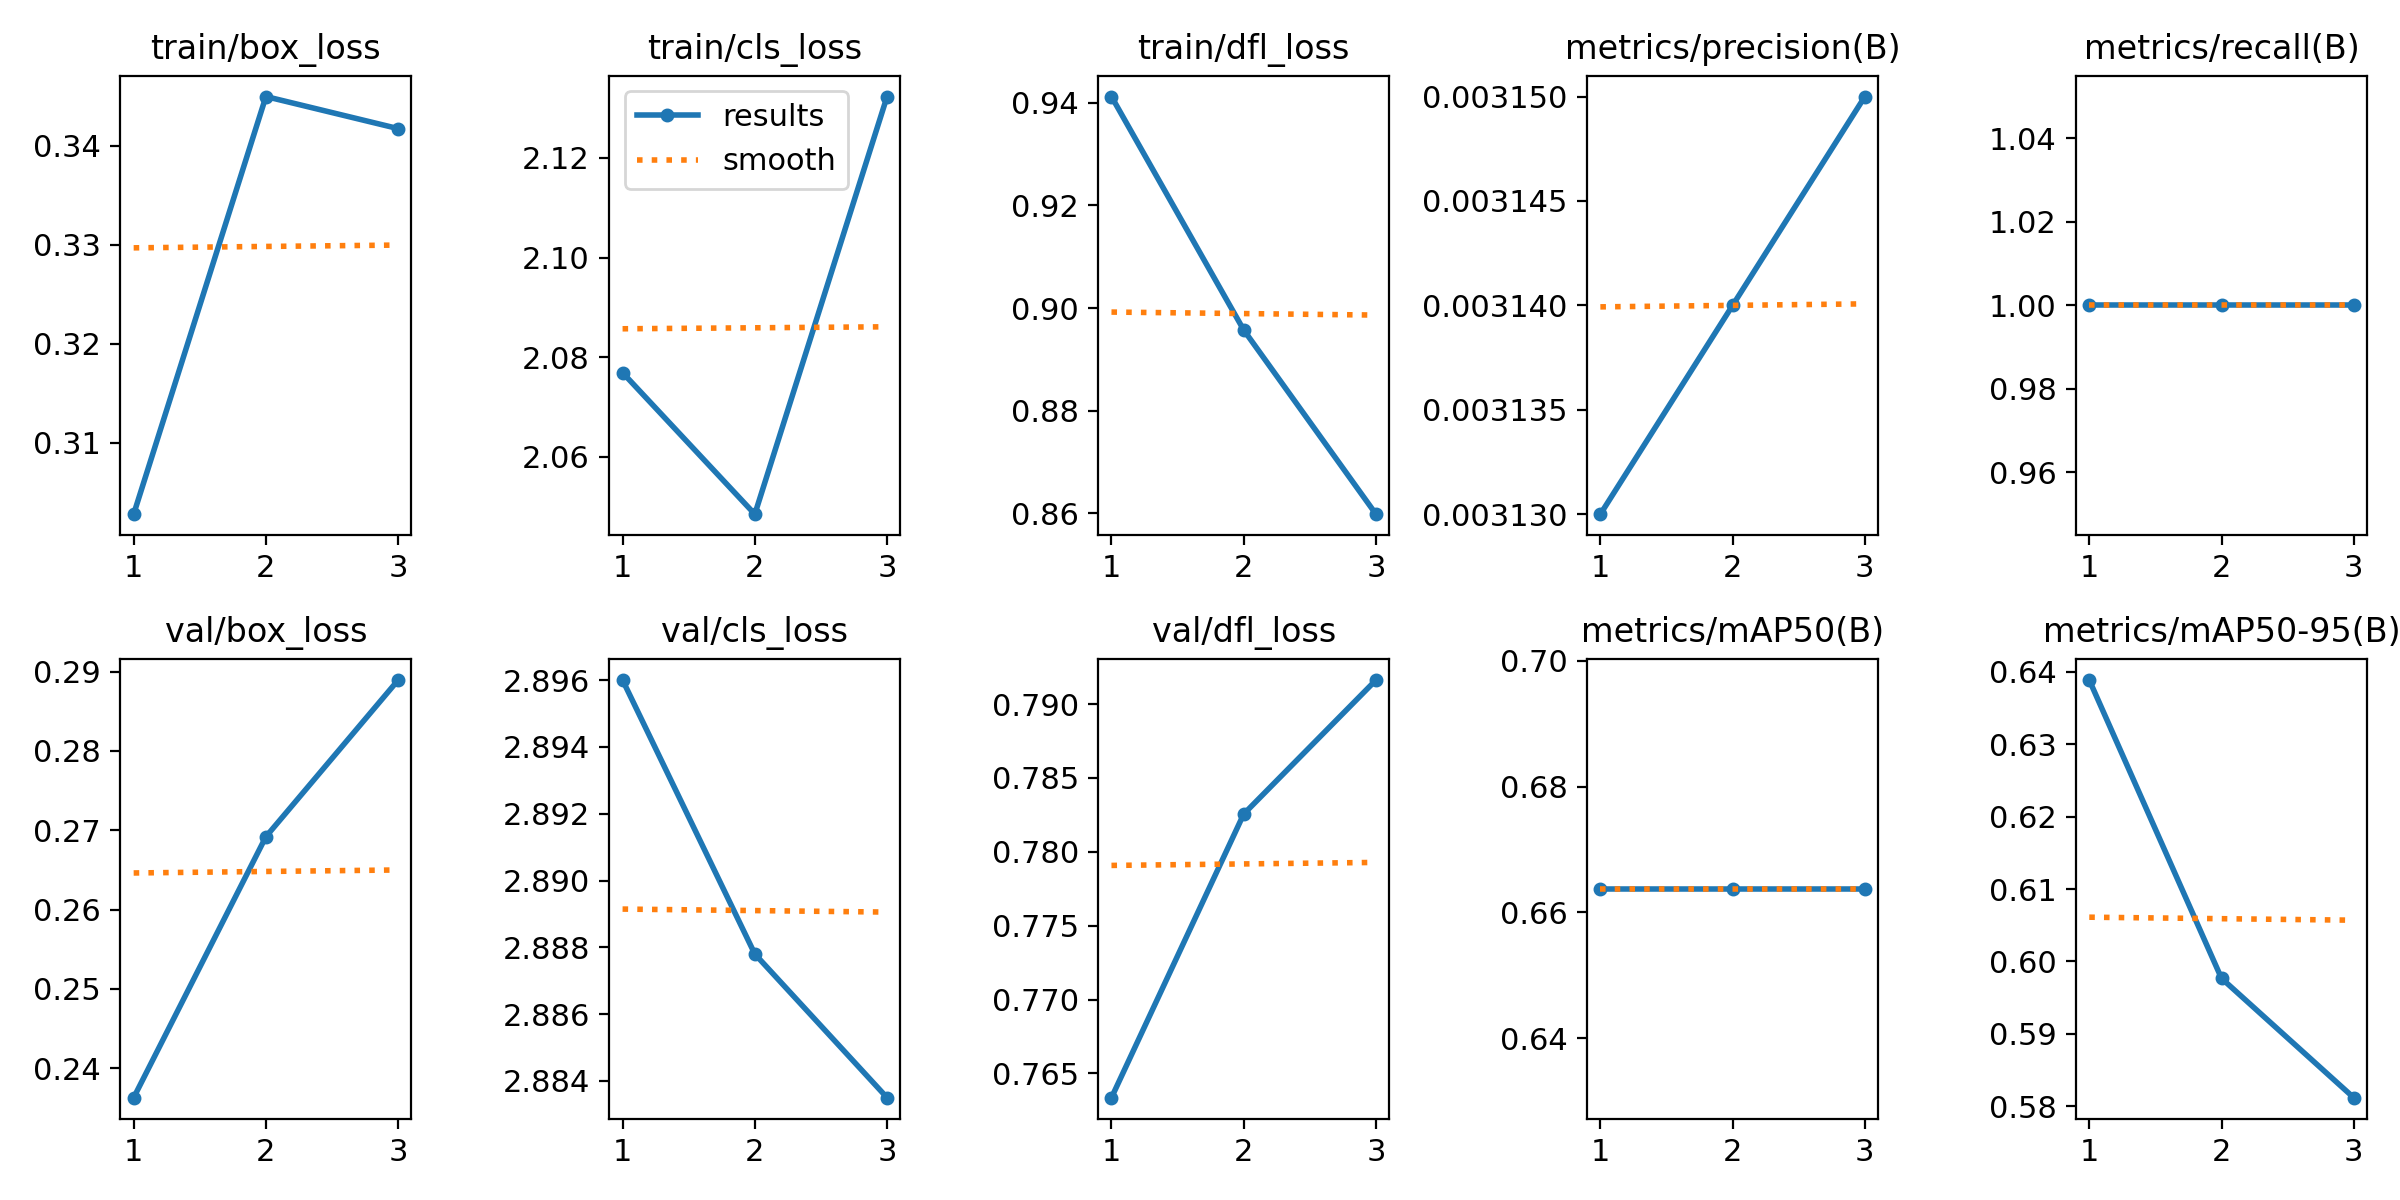 train/box_loss
0.34
0.33
0.32
0.31
1 2 3
train/cls_loss
results
smooth
2.12
2.10
2.08
2.06
1 2 3
train/dfl_loss
0.94
0.92
0.90
0.88
0.86
1 2 3
metrics/precision(B)
0.003150
0.003145
0.003140
0.003135
0.003130
1 2 3
metrics/recall(B)
1.04
1.02
1.00
0.98
0.96
1 2 3
val/box_loss
0.29
0.28
0.27
0.26
0.25
0.24
1 2 3
val/cls_loss
2.896
2.894
2.892
2.890
2.888
2.886
2.884
1 2 3
val/dfl_loss
0.790
0.785
0.780
0.775
0.770
0.765
1 2 3
metrics/mAP50(B)
0.70
0.68
0.66
0.64
1 2 3
metrics/mAP50-95(B)
0.64
0.63
0.62
0.61
0.60
0.59
0.58
1 2 3